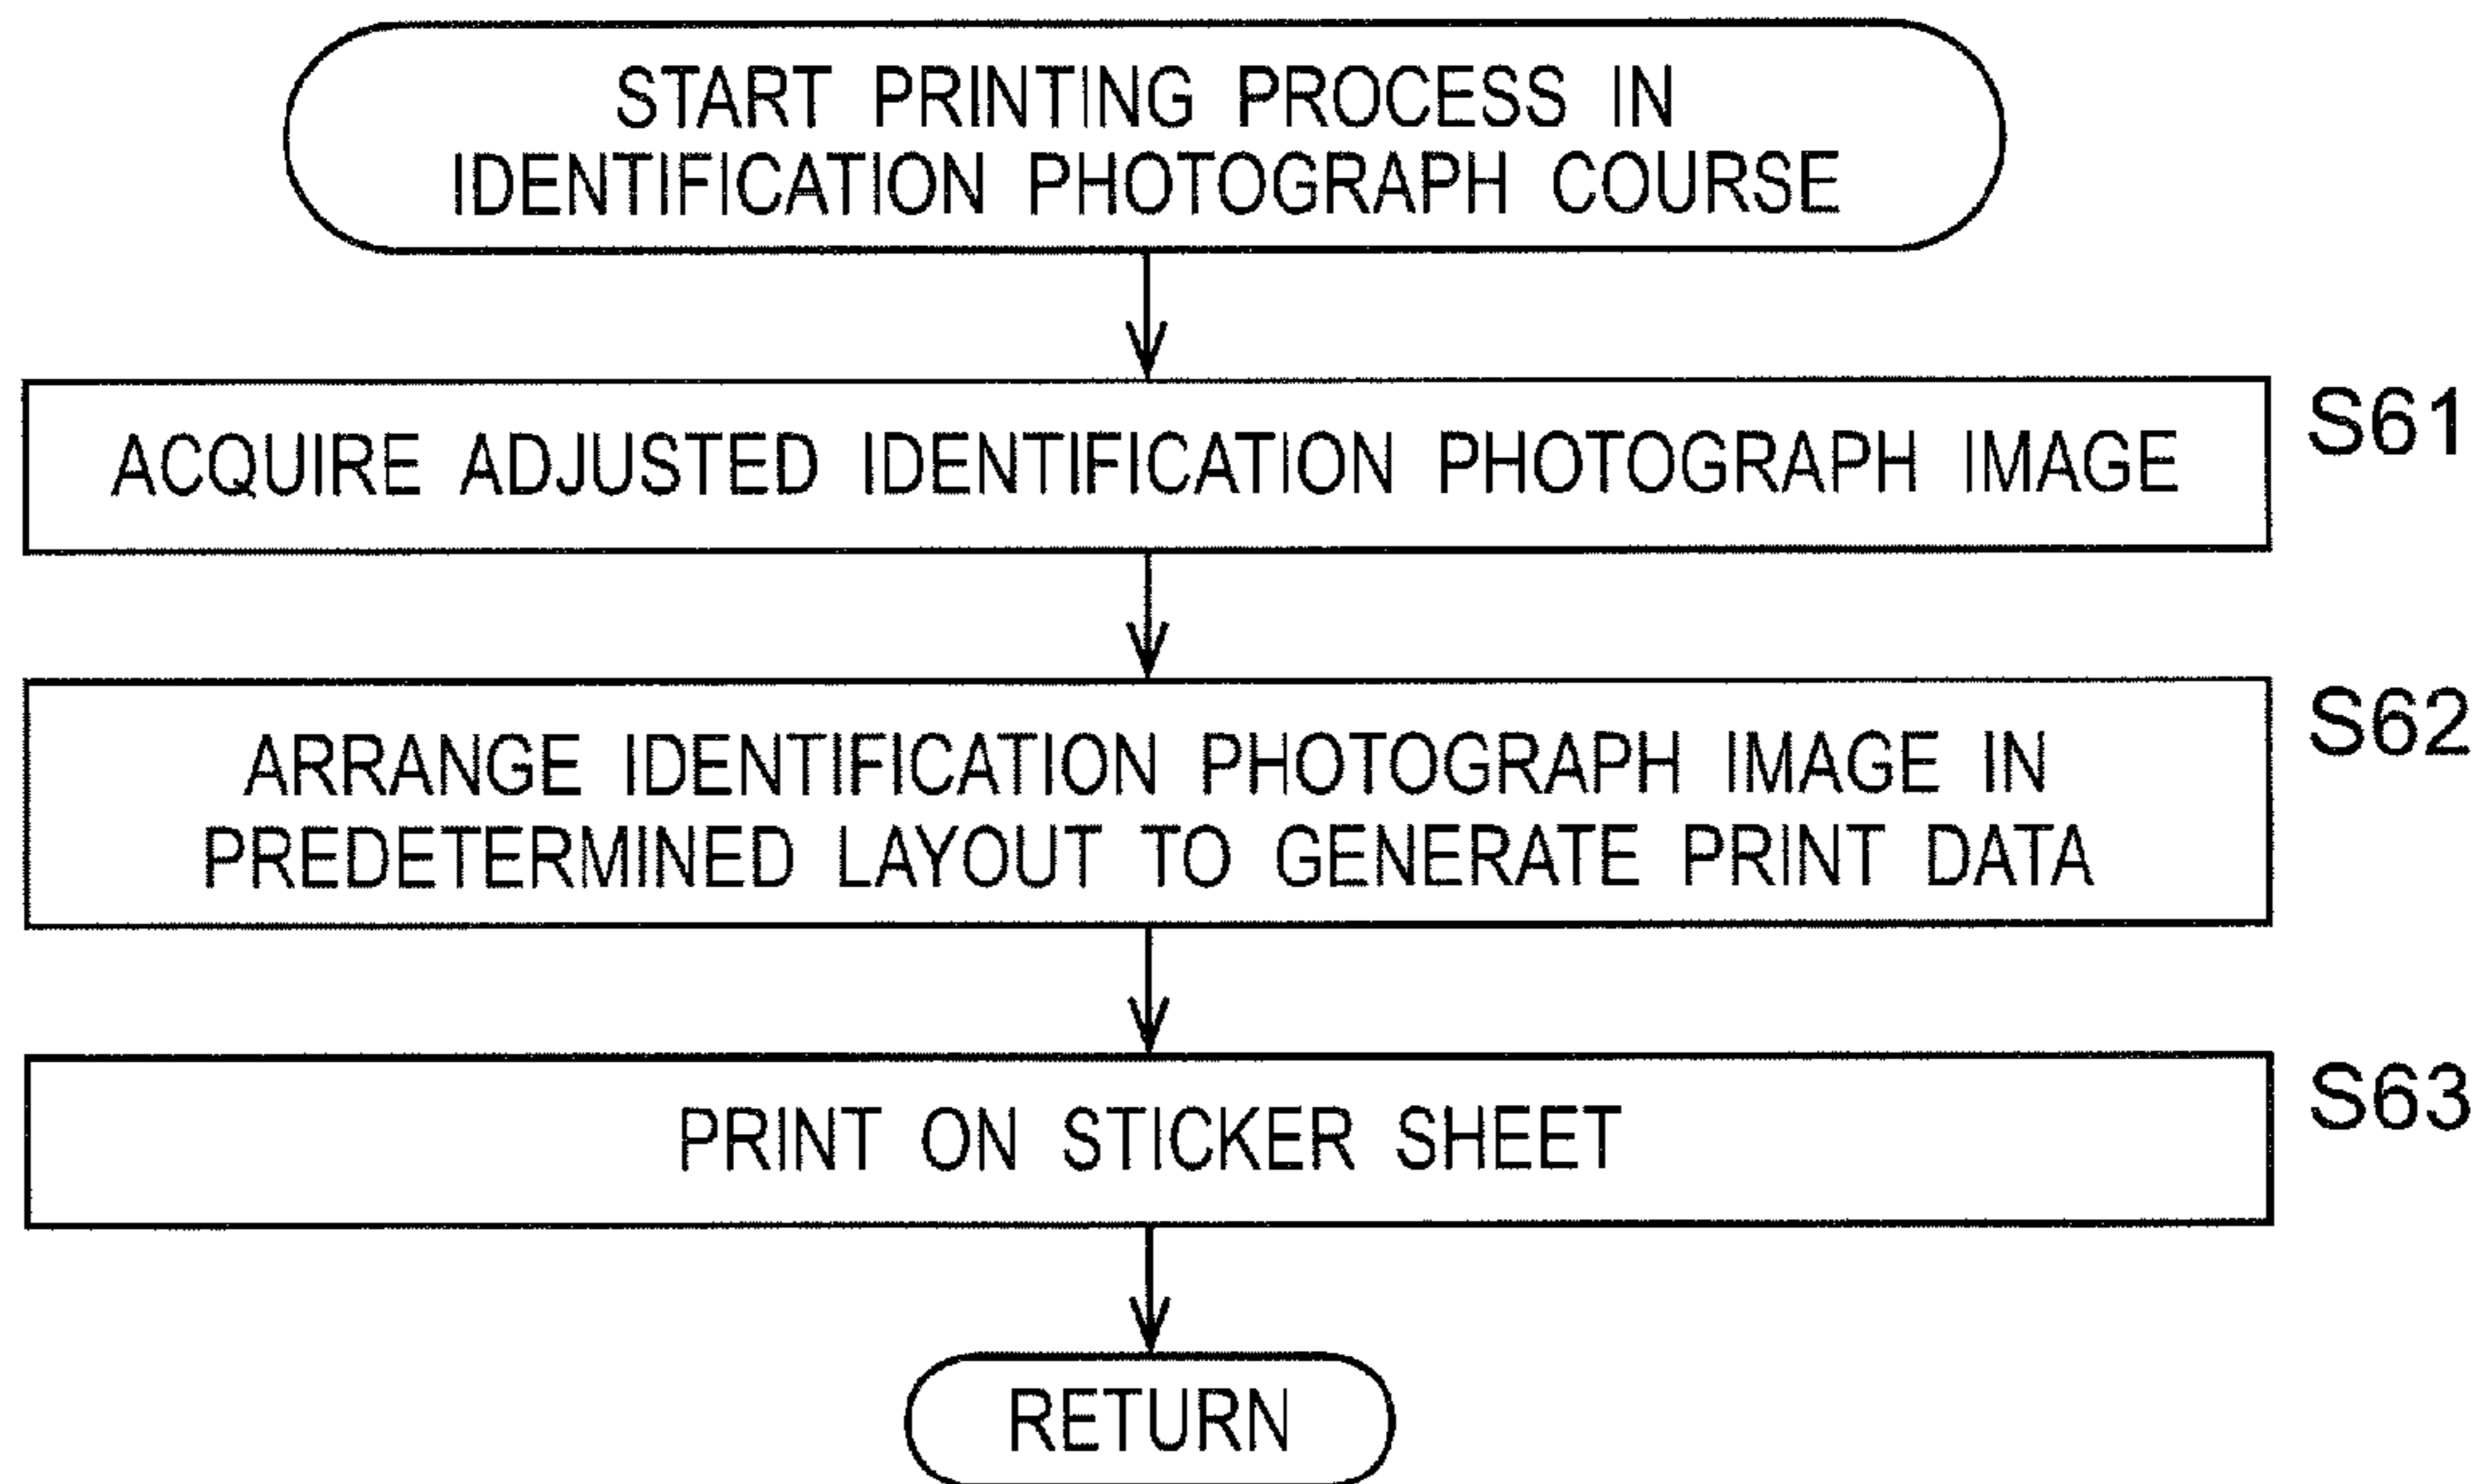 START PRINTING PROCESS IN
IDENTIFICATION PHOTOGRAPH COURSE
S61
ACQUIRE ADJUSTED IDENTIFICATION PHOTOGRAPH IMAGE
S62
ARRANGE IDENTIFICATION PHOTOGRAPH IMAGE IN
PREDETERMINED LAYOUT TO GENERATE PRINT DATA
S63
PRINT ON STICKER SHEET
RETURN